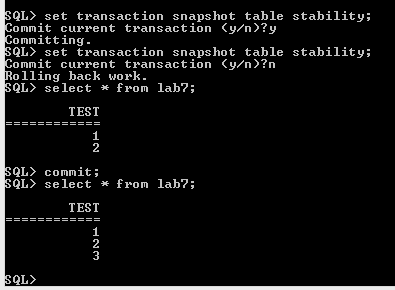 SQL> set transaction snapshot table stability;
Commit current transaction (y/n)?y
Committing.
SQL> set transaction snapshot table stability;
Commit current transaction (y/n)?n
Rolling back work.
SQL> select * from lab7;
TEST
============
1
2
SQL> commit;
SQL> select * from lab7;
TEST
============
1
2
3
SQL>